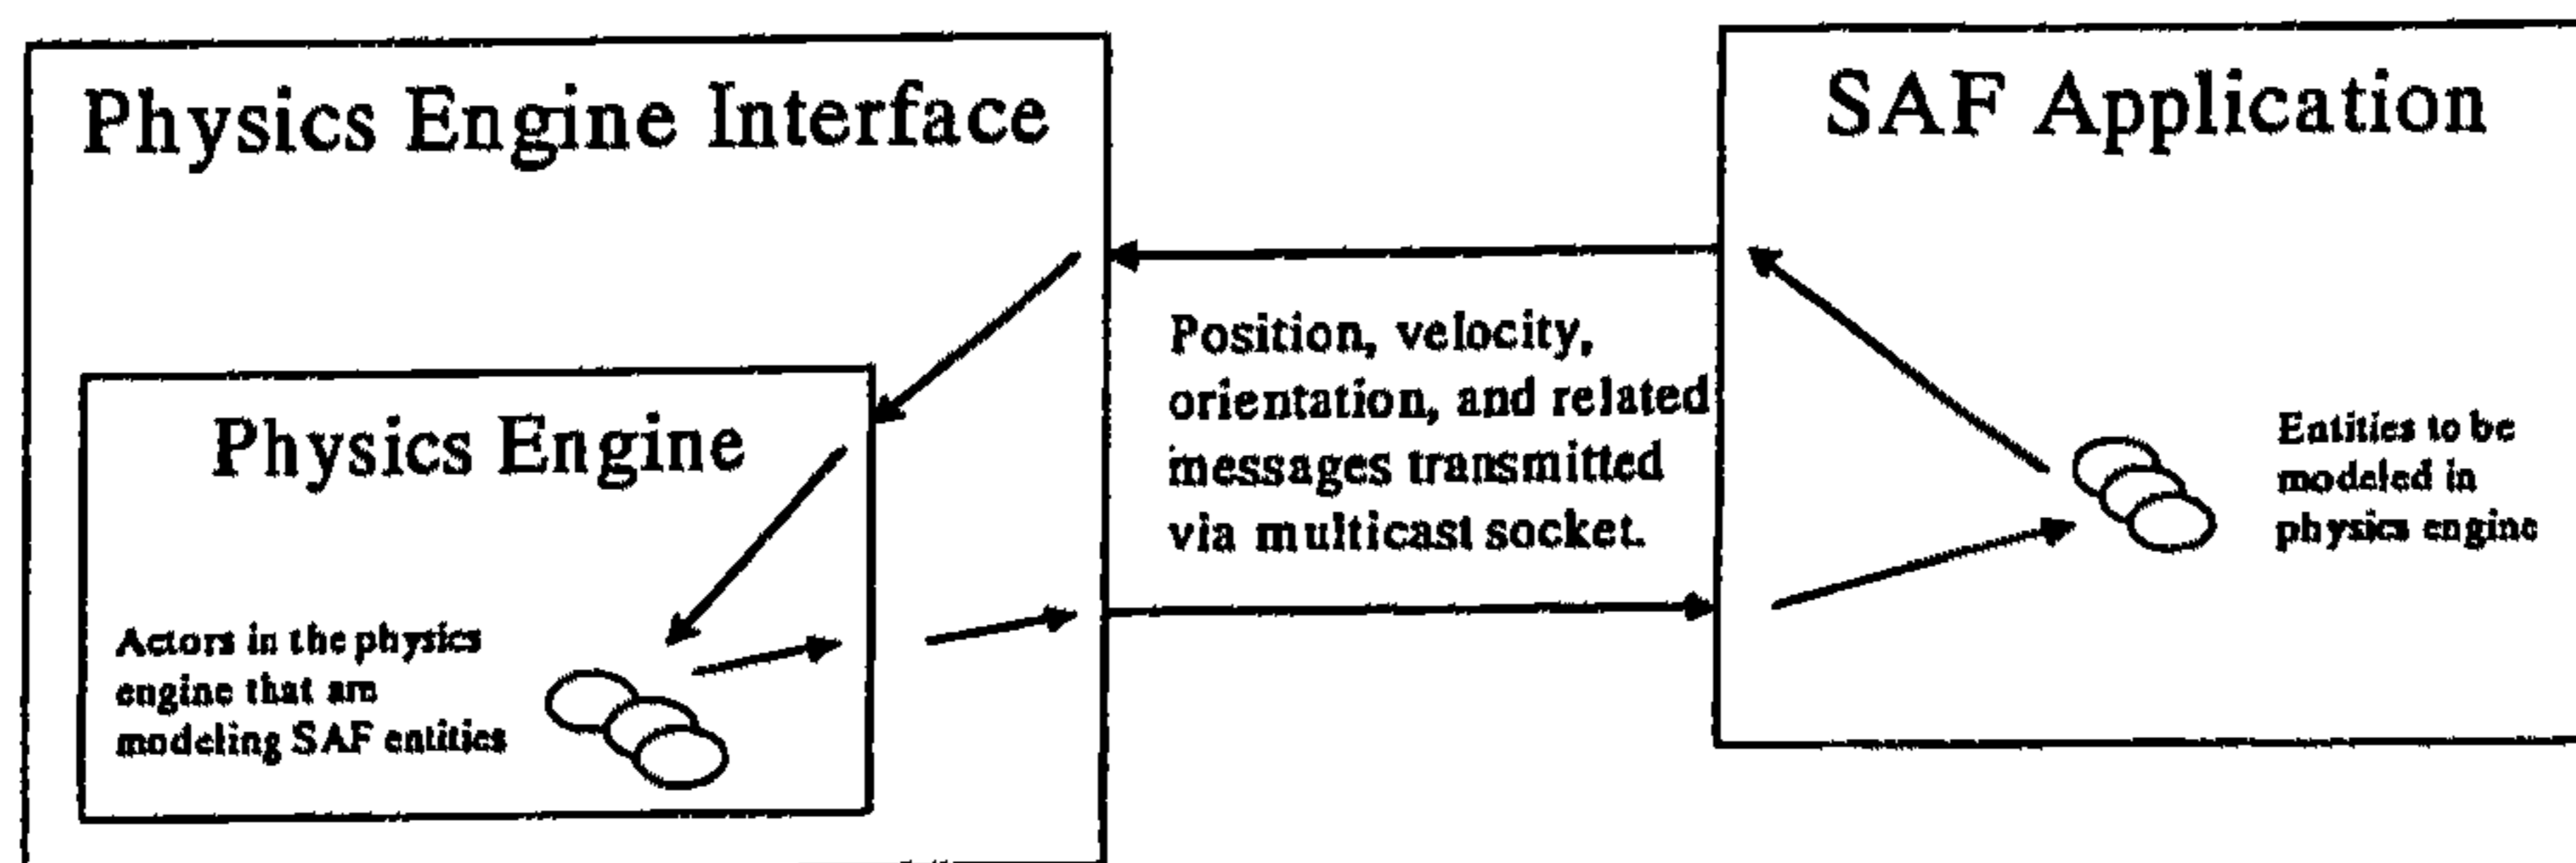 Physics Engine Interface
SAF Application
Position, velocity,
orientation, and related
messages transmitted
via multicast socket.
Physics Engine
Entities to be
modeled in
physics engine
Actors in the physics
engine that are
modeling SAF entities